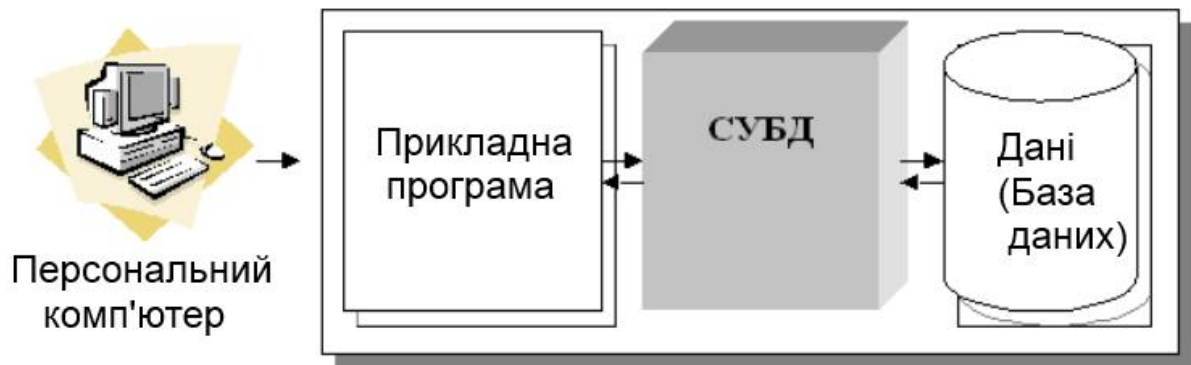 Персональний
комп'ютер
Прикладна
програма
СУБД
Дані
(База
даних)